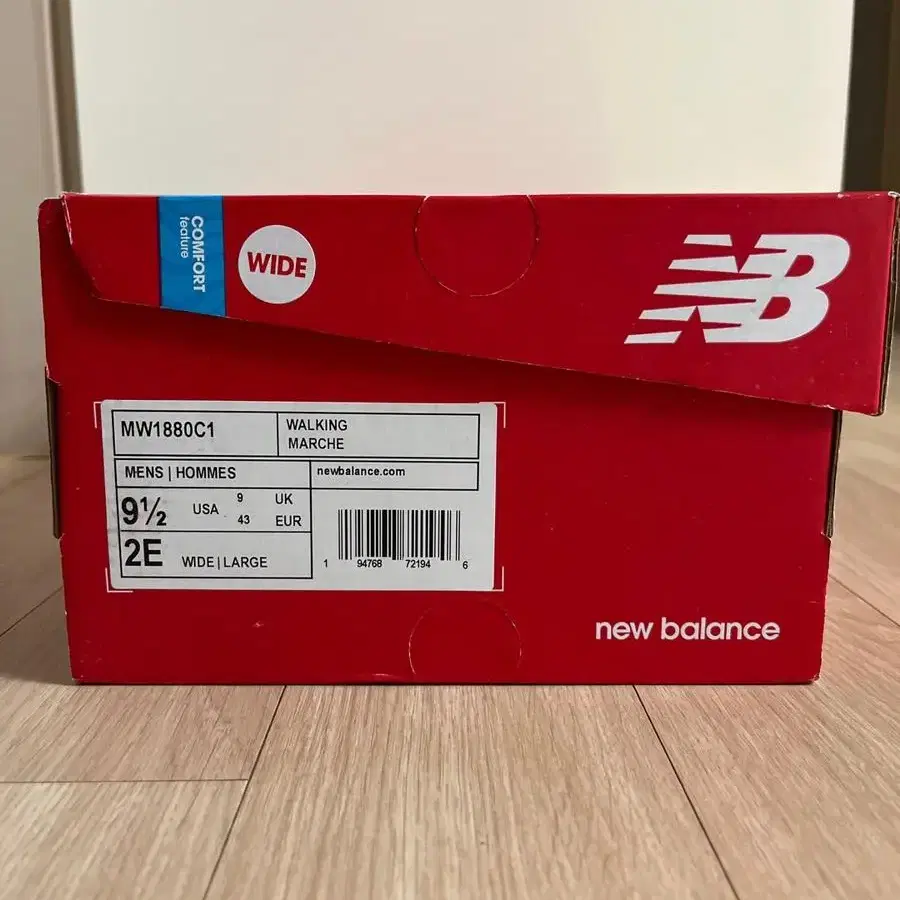 COMFORT
feature
WIDE
NB
MW1880C1
WALKING
MARCHE
MENS | HOMMES
newbalance.com
9½ USA 9 UK
43 EUR
2E WIDE | LARGE
1 94768 72194 6
new balance